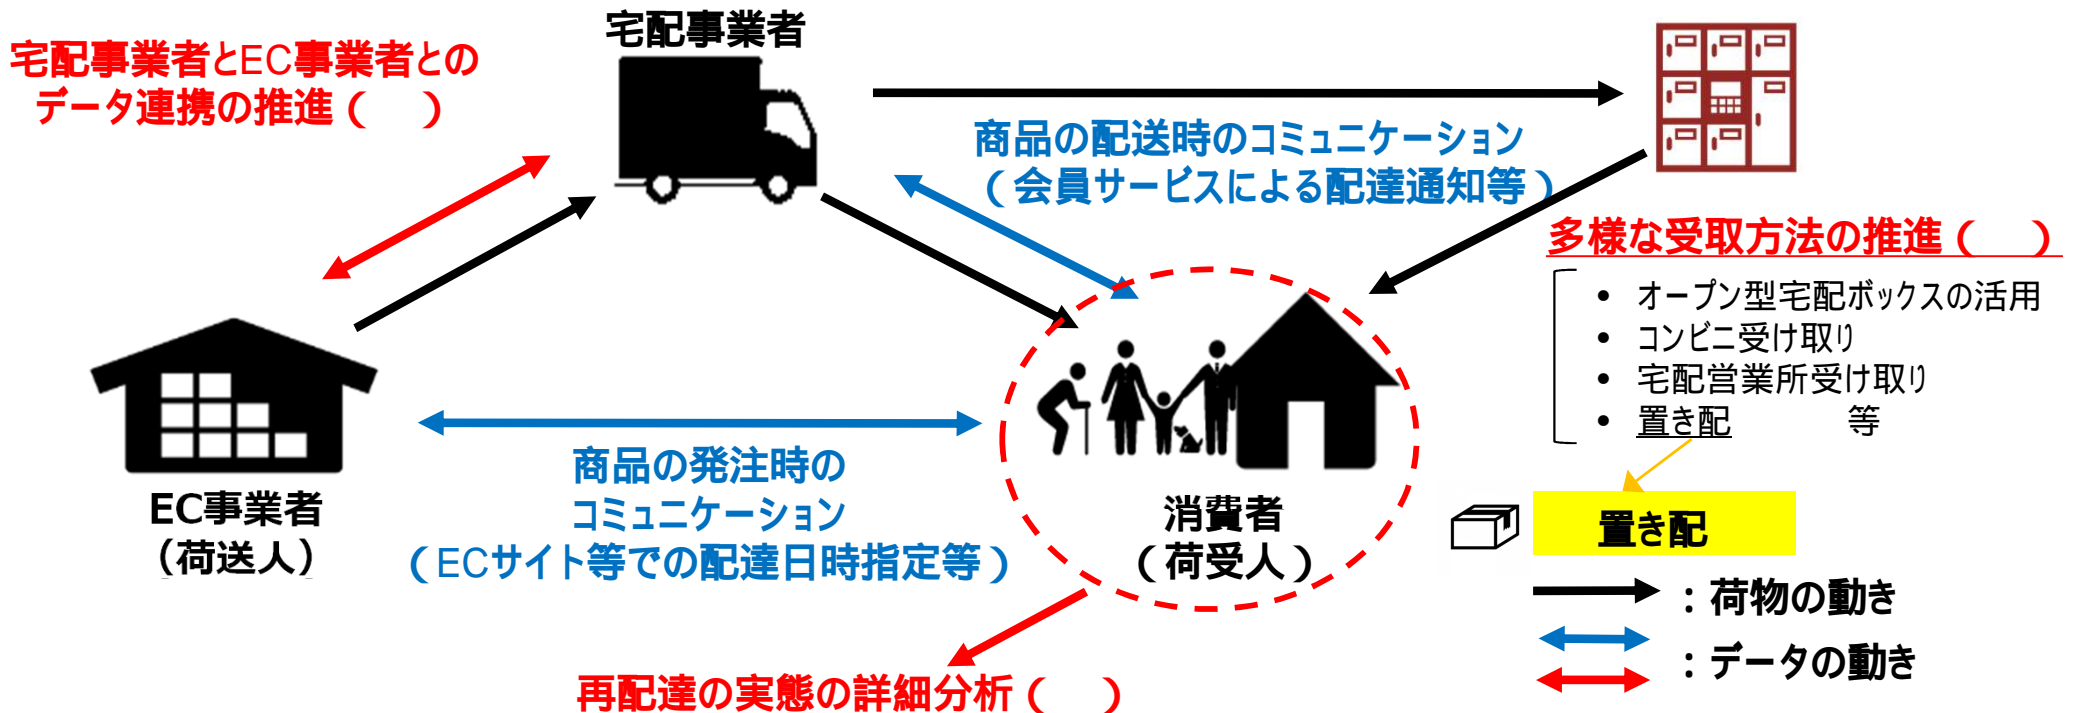 宅配事業者
宅配事業者とEC事業者との
データ連携の推進（　）
商品の配送時のコミュニケーション
（会員サービスによる配達通知等）
多様な受取方法の推進（　）
• オープン型宅配ボックスの活用
• コンビニ受け取り
• 宅配営業所受け取り
• 置き配　　　等
EC事業者
（荷送人）
商品の発注時の
コミュニケーション
（ECサイト等での配達日時指定等）
消費者
（荷受人）
置き配
：荷物の動き
：データの動き
再配達の実態の詳細分析（　）